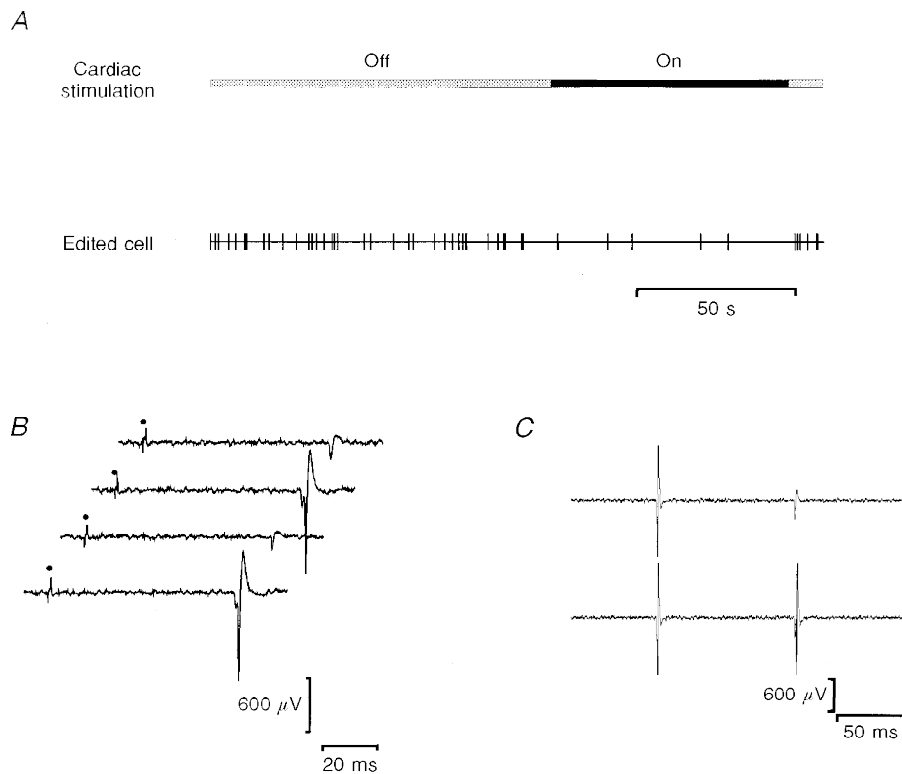 A
Cardiac
stimulation
Off
On
Edited cell
50 s
B
C
600 µV
20 ms
600 µV
50 ms